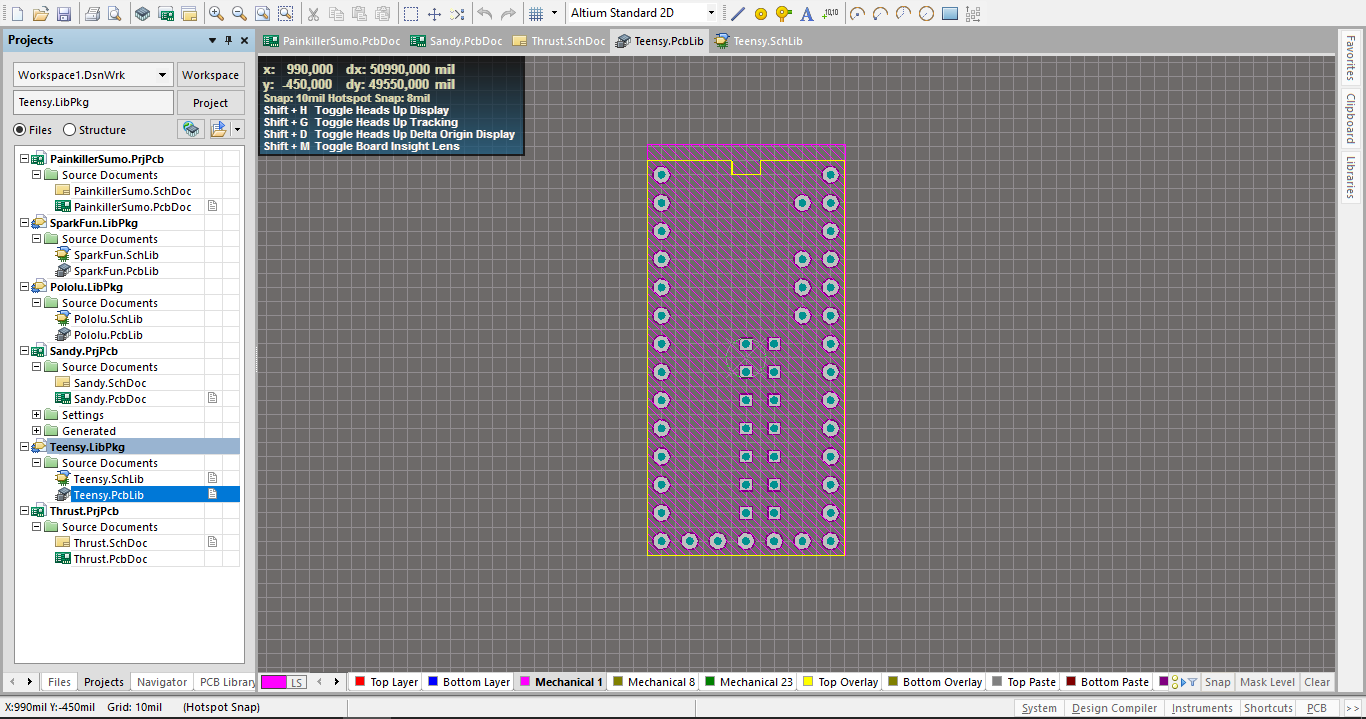 Altium Standard 2D
+10,10
Projects
PainkillerSumo.PcbDoc
Sandy.PcbDoc
Thrust.SchDoc
Teensy.PcbLib
Teensy.SchLib
Workspace1.DsnWrk
Workspace
Teensy.LibPkg
Project
Files
Structure
PainkillerSumo.PrjPcb
Source Documents
PainkillerSumo.SchDoc
PainkillerSumo.PcbDoc
SparkFun.LibPkg
Source Documents
SparkFun.SchLib
SparkFun.PcbLib
Pololu.LibPkg
Source Documents
Pololu.SchLib
Pololu.PcbLib
Sandy.PrjPcb
Source Documents
Sandy.SchDoc
Sandy.PcbDoc
Settings
Generated
Teensy.LibPkg
Source Documents
Teensy.SchLib
Teensy.PcbLib
Thrust.PrjPcb
Source Documents
Thrust.SchDoc
Thrust.PcbDoc
x: 990,000 dx: 50990,000 mil
y: -450,000 dy: 49550,000 mil
Snap: 10mil Hotspot Snap: 8mil
Shift + H Toggle Heads Up Display
Shift + G Toggle Heads Up Tracking
Shift + D Toggle Heads Up Delta Origin Display
Shift + M Toggle Board Insight Lens
Favorites
Clipboard
Libraries
Files
Projects
Navigator
PCB Library
LS
Top Layer
Bottom Layer
Mechanical 1
Mechanical 8
Mechanical 23
Top Overlay
Bottom Overlay
Top Paste
Bottom Paste
Snap
Mask Level
Clear
X:990mil Y:-450mil Grid: 10mil (Hotspot Snap)
System
Design Compiler
Instruments
Shortcuts
PCB
>>